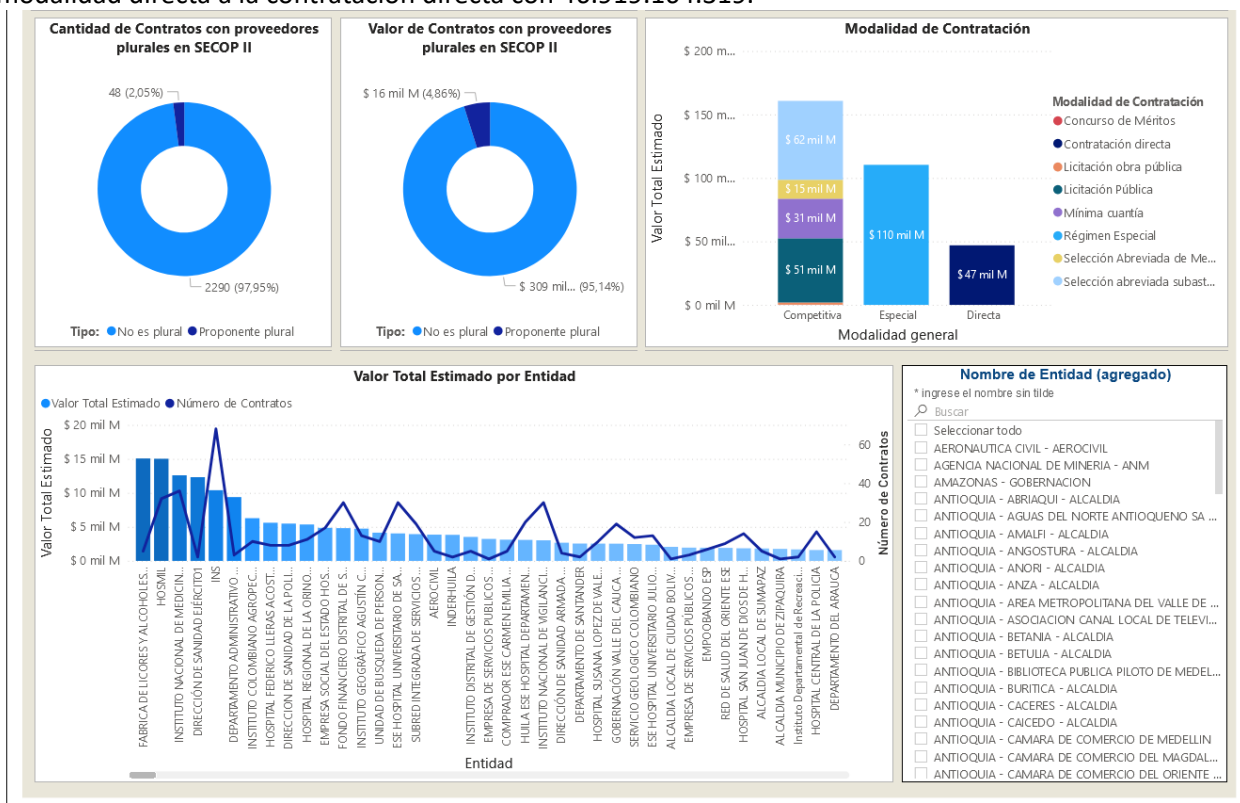 modalidad directa a la contratación directa con 46.919.164.319.
Cantidad de Contratos con proveedores
plurales en SECOP II
48 (2,05%)
2290 (97,95%)
Tipo: No es plural Proponente plural
Valor de Contratos con proveedores
plurales en SECOP II
$ 16 mil M (4,86%)
$ 309 mil... (95,14%)
Tipo: No es plural Proponente plural
Modalidad de Contratación
Valor Total Estimado
$ 200 m...
$ 150 m...
$ 100 m...
$ 50 mil...
$ 0 mil M
$ 62 mil M
$ 15 mil M
$ 31 mil M
$ 51 mil M
$ 110 mil M
$ 47 mil M
Competitiva
Especial
Directa
Modalidad general
Modalidad de Contratación
Concurso de Méritos
Contratación directa
Licitación obra pública
Licitación Pública
Mínima cuantía
Régimen Especial
Selección Abreviada de Me...
Selección abreviada subast...
Valor Total Estimado por Entidad
Valor Total Estimado Número de Contratos
Valor Total Estimado
$ 20 mil M
$ 15 mil M
$ 10 mil M
$ 5 mil M
$ 0 mil M
60
40
20
0
Número de Contratos
FABRICA DE LICORES Y ALCOHOLES...
HOSMIL
INSTITUTO NACIONAL DE MEDICIN...
DIRECCIÓN DE SANIDAD EJÉRCITO1
INS
DEPARTAMENTO ADMINISTRATIVO ...
INSTITUTO COLOMBIANO AGROPEC...
HOSPITAL FEDERICO LLERAS ACOST...
DIRECCION DE SANIDAD DE LA POLI...
HOSPITAL REGIONAL DE LA ORINO...
EMPRESA SOCIAL DEL ESTADO HOS...
FONDO FINANCIERO DISTRITAL DE S...
INSTITUTO GEOGRÁFICO AGUSTÍN C...
UNIDAD DE BUSQUEDA DE PERSON...
ESE HOSPITAL UNIVERSITARIO DE SA...
SUBRED INTEGRADA DE SERVICIOS ...
AEROCIVIL
INDERHUILA
INSTITUTO DISTRITAL DE GESTIÓN D...
EMPRESA DE SERVICIOS PUBLICOS ...
COMPRADOR ESE CARMEN EMILIA ...
HUILA ESE HOSPITAL DEPARTAMEN...
INSTITUTO NACIONAL DE VIGILANCI...
DIRECCIÓN DE SANIDAD ARMADA ...
DEPARTAMENTO DE SANTANDER
HOSPITAL SUSANA LOPEZ DE VALE...
GOBERNACIÓN VALLE DEL CAUCA ...
SERVICIO GEOLOGICO COLOMBIANO
ESE HOSPITAL UNIVERSITARIO JULIO...
ALCALDIA LOCAL DE CIUDAD BOLIV...
EMPRESA DE SERVICIOS PÚBLICOS ...
EMPOOBANDO ESP
RED DE SALUD DEL ORIENTE ESE
HOSPITAL SAN JUAN DE DIOS DE H...
ALCALDIA LOCAL DE SUMAPAZ
ALCALDIA MUNICIPIO DE ZIPAQUIRA
Instituto Departamental de Recreaci...
HOSPITAL CENTRAL DE LA POLICIA
DEPARTAMENTO DEL ARAUCA
Entidad
Nombre de Entidad (agregado)
* ingrese el nombre sin tilde
Buscar
Seleccionar todo
AERONAUTICA CIVIL - AEROCIVIL
AGENCIA NACIONAL DE MINERIA - ANM
AMAZONAS - GOBERNACION
ANTIOQUIA - ABRIAQUI - ALCALDIA
ANTIOQUIA - AGUAS DEL NORTE ANTIOQUENO SA ...
ANTIOQUIA - AMALFI - ALCALDIA
ANTIOQUIA - ANGOSTURA - ALCALDIA
ANTIOQUIA - ANORI - ALCALDIA
ANTIOQUIA - ANZA - ALCALDIA
ANTIOQUIA - AREA METROPOLITANA DEL VALLE DE ...
ANTIOQUIA - ASOCIACION CANAL LOCAL DE TELEVI...
ANTIOQUIA - BETANIA - ALCALDIA
ANTIOQUIA - BETULIA - ALCALDIA
ANTIOQUIA - BIBLIOTECA PUBLICA PILOTO DE MEDEL...
ANTIOQUIA - BURITICA - ALCALDIA
ANTIOQUIA - CACERES - ALCALDIA
ANTIOQUIA - CAICEDO - ALCALDIA
ANTIOQUIA - CAMARA DE COMERCIO DE MEDELLIN
ANTIOQUIA - CAMARA DE COMERCIO DEL MAGDAL...
ANTIOQUIA - CAMARA DE COMERCIO DEL ORIENTE ...